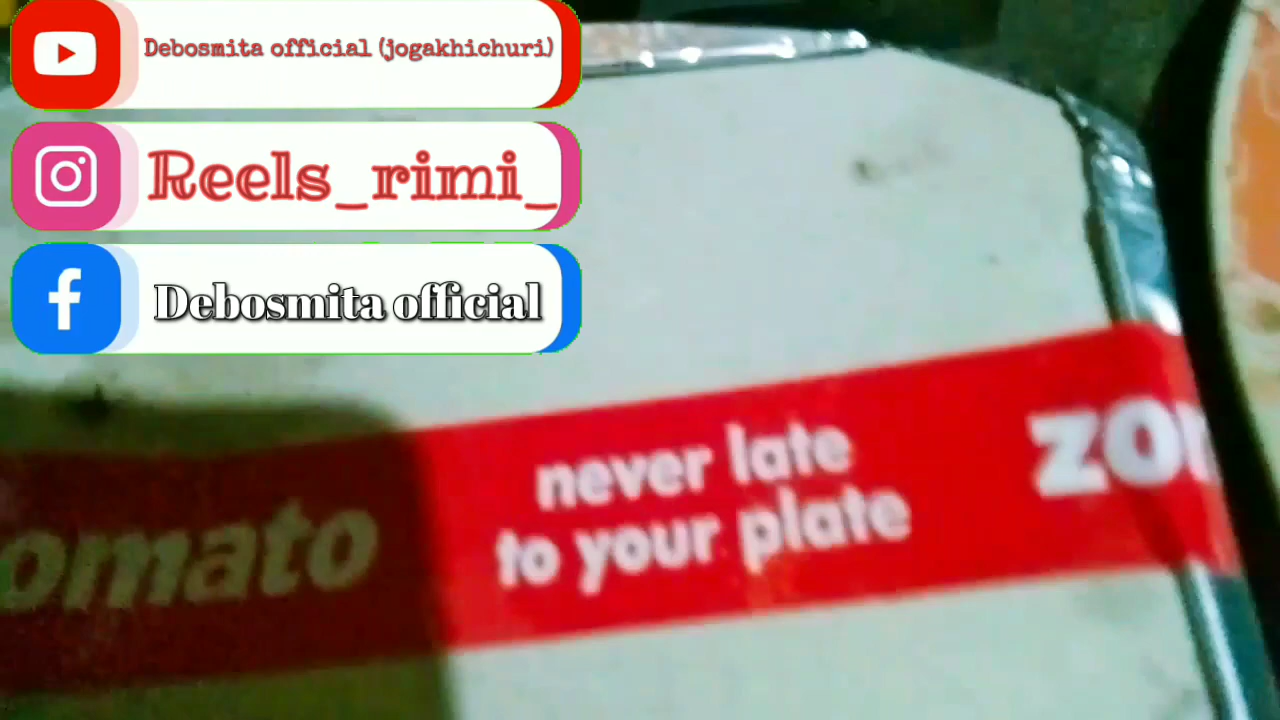 Debosmita official (jogakhichuri)
Reels_rimi_
Debosmita official
omato
never late
to your plate
zo